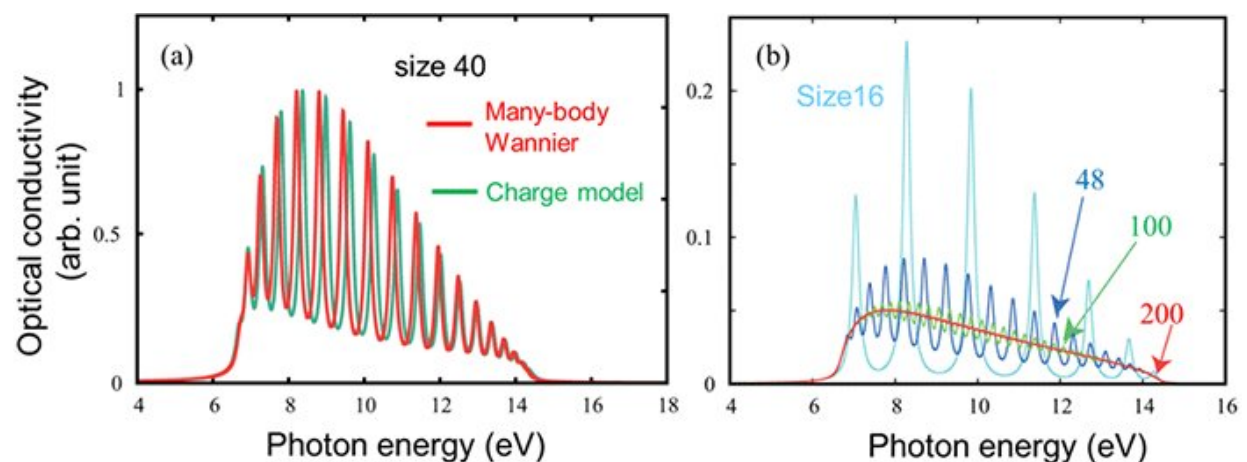 Optical conductivity
(arb. unit)
(a)
size 40
Many-body
Wannier
Charge model
1
0.5
0
4 6 8 10 12 14 16 18
Photon energy (eV)
(b)
Size16
48
100
200
0.2
0.1
0
4 6 8 10 12 14 16
Photon energy (eV)